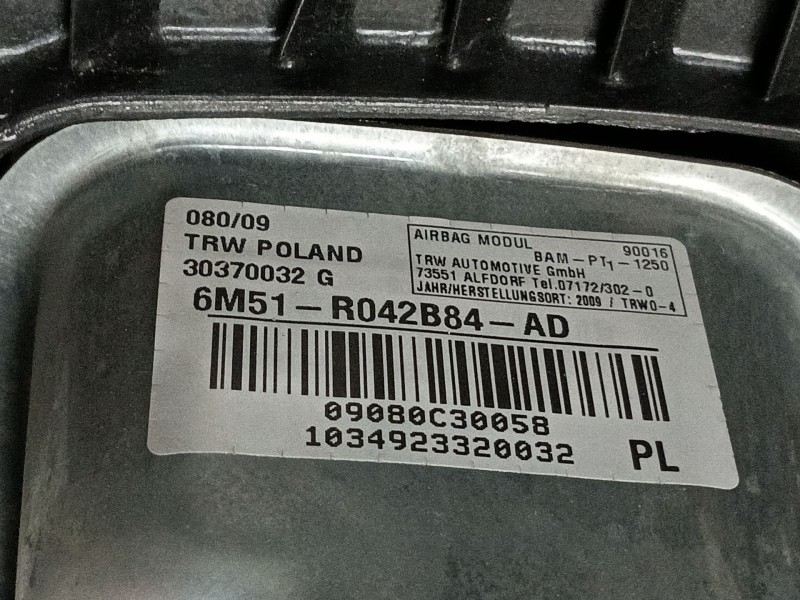 080/09
TRW POLAND
30370032 G
AIRBAG MODUL 90016
BAM-PT1-1250
TRW AUTOMOTIVE GmbH
73551 ALFDORF Tel.07172/302-0
JAHR/HERSTELLUNGSORT: 2009 / TRWO-4
6M51-R042B84-AD
09080C30058
1034923320032
PL